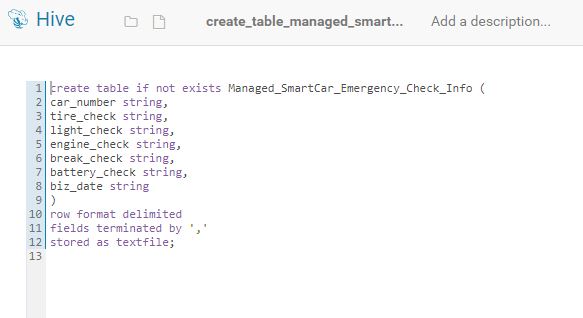 Hive create_table_managed_smart... Add a description...
1 create table if not exists Managed_SmartCar_Emergency_Check_Info (
2 car_number string,
3 tire_check string,
4 light_check string,
5 engine_check string,
6 break_check string,
7 battery_check string,
8 biz_date string
9 )
10 row format delimited
11 fields terminated by ','
12 stored as textfile;
13